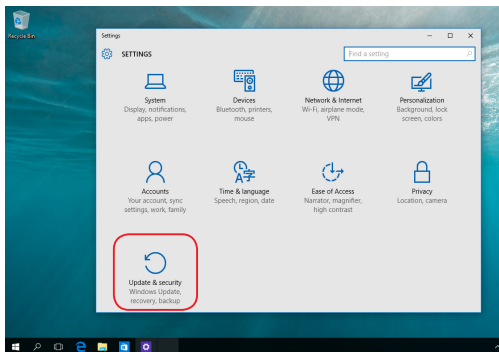 Recycle Bin
Settings
SETTINGS
Find a setting
System
Display, notifications,
apps, power
Devices
Bluetooth, printers,
mouse
Network & Internet
Wi-Fi, airplane mode,
VPN
Personalization
Background, lock
screen, colors
Accounts
Your account, sync
settings, work, family
Time & language
Speech, region, date
Ease of Access
Narrator, magnifier,
high contrast
Privacy
Location, camera
Update & security
Windows Update,
recovery, backup